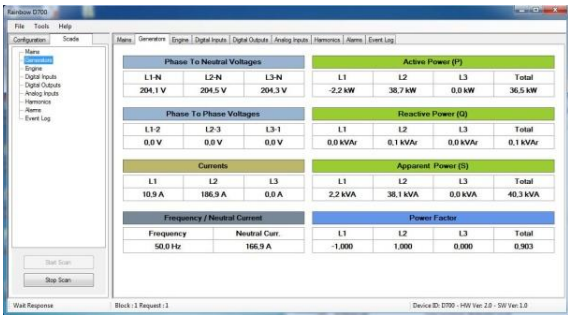 Rainbow D700
File Tools Help
Configuration Scada
Mains
Generators
Engine
Digital Inputs
Digital Outputs
Analog Inputs
Harmonics
Alarms
Event Log
Start Scan
Stop Scan
Mains Generators Engine Digital Inputs Digital Outputs Analog Inputs Harmonics Alarms Event Log
Phase To Neutral Voltages
L1-N L2-N L3-N
204,1 V 204,5 V 204,3 V
Phase To Phase Voltages
L1-2 L2-3 L3-1
0,0 V 0,0 V 0,0 V
Currents
L1 L2 L3
10,9 A 186,9 A 0,0 A
Frequency / Neutral Current
Frequency Neutral Curr.
50,0 Hz 166,9 A
Active Power (P)
L1 L2 L3 Total
-2,2 kW 38,7 kW 0,0 kW 36,5 kW
Reactive Power (Q)
L1 L2 L3 Total
0,0 kVAr 0,1 kVAr 0,0 kVAr 0,1 kVAr
Apparent Power (S)
L1 L2 L3 Total
2,2 kVA 38,1 kVA 0,0 kVA 40,3 kVA
Power Factor
L1 L2 L3 Total
-1,000 1,000 0,000 0,903
Wait Response Block : 1 Request : 1 Device ID: D700 - HW Ver: 2.0 - SW Ver: 1.0